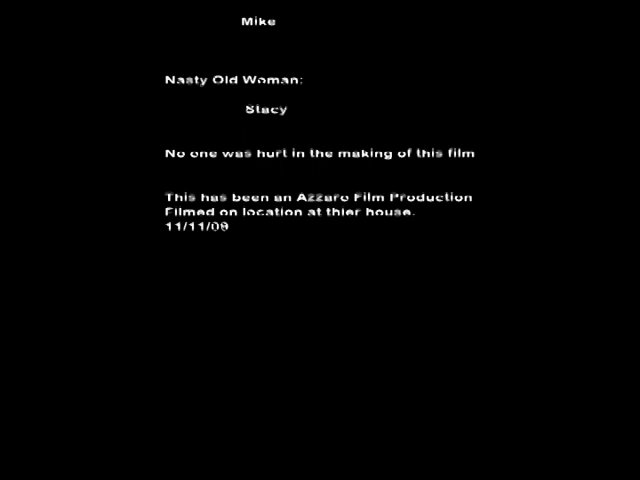 Mike
Nasty Old Woman:
Stacy
No one was hurt in the making of this film
This has been an Azzaro Film Production
Filmed on location at thier house.
11/11/09